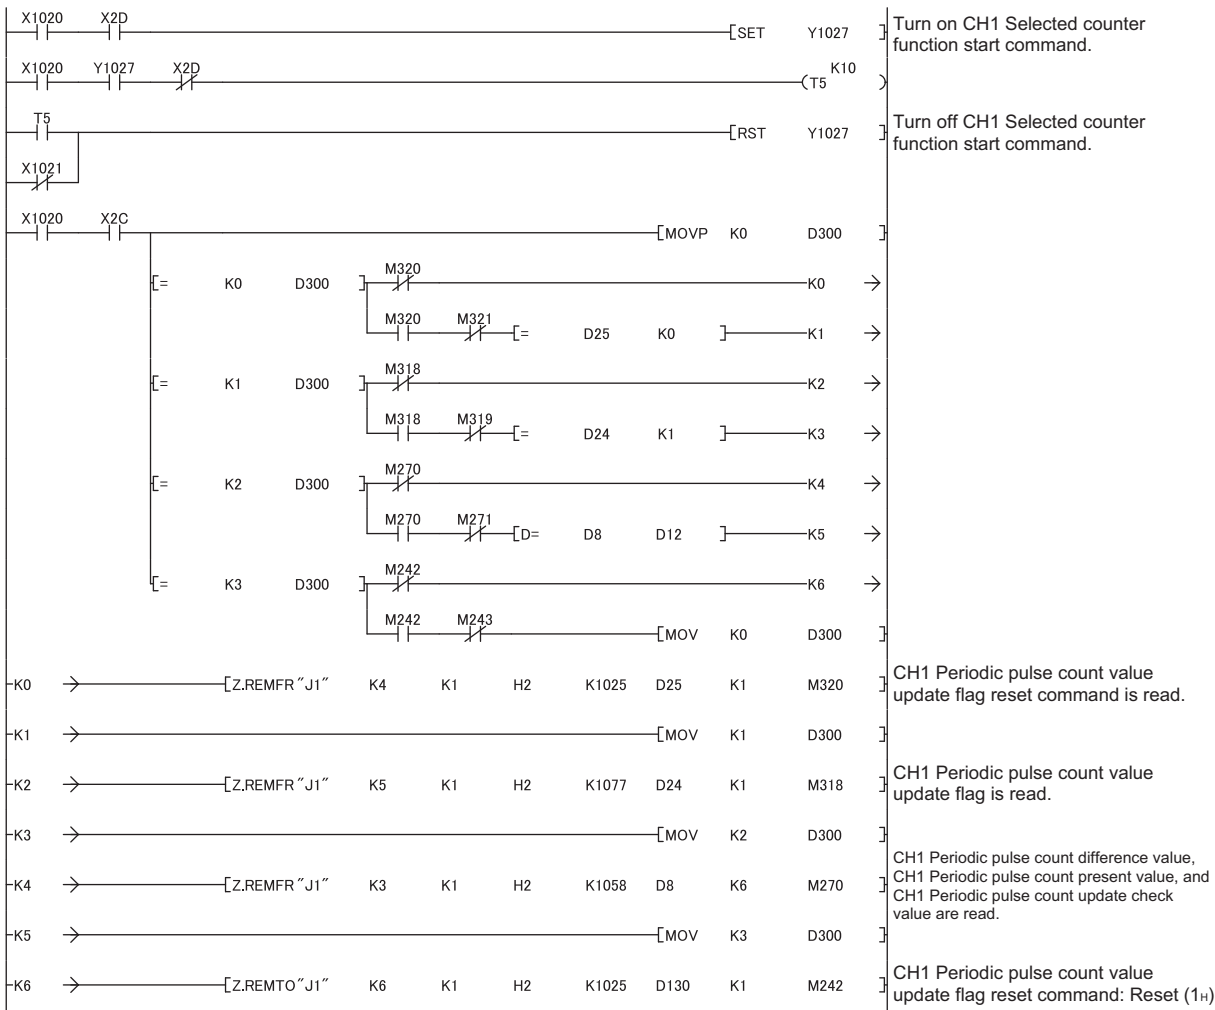 X1020 X2D
[SET Y1027] Turn on CH1 Selected counter
function start command.
X1020 Y1027 X2D K10
(T5 )
T5
[RST Y1027] Turn off CH1 Selected counter
function start command.
X1021
X1020 X2C
[MOVP K0 D300]
M320
[= K0 D300] K0
M320 M321
[= D25 K0] K1
M318
[= K1 D300] K2
M318 M319
[= D24 K1] K3
M270
[= K2 D300] K4
M270 M271
[D= D8 D12] K5
M242
[= K3 D300] K6
M242 M243
[MOV K0 D300]
K0 [Z.REMFR "J1" K4 K1 H2 K1025 D25 K1 M320] CH1 Periodic pulse count value
update flag reset command is read.
K1 [MOV K1 D300]
K2 [Z.REMFR "J1" K5 K1 H2 K1077 D24 K1 M318] CH1 Periodic pulse count value
update flag is read.
K3 [MOV K2 D300]
K4 [Z.REMFR "J1" K3 K1 H2 K1058 D8 K6 M270] CH1 Periodic pulse count difference value,
CH1 Periodic pulse count present value, and
CH1 Periodic pulse count update check
value are read.
K5 [MOV K3 D300]
K6 [Z.REMTO "J1" K6 K1 H2 K1025 D130 K1 M242] CH1 Periodic pulse count value
update flag reset command: Reset (1H)